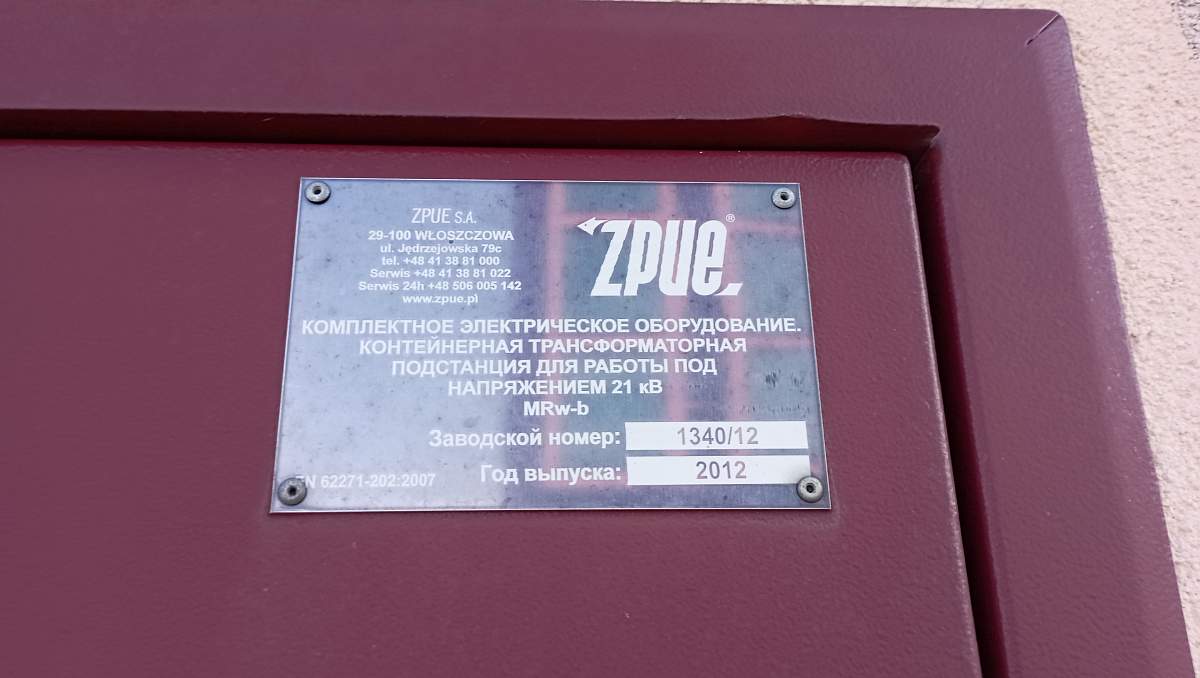 ZPUE S.A.
29-100 WŁOSZCZOWA
ul. Jędrzejowska 79c
tel. +48 41 38 81 000
Serwis +48 41 38 81 022
Serwis 24h +48 506 005 142
www.zpue.pl
ZPUE®
КОМПЛЕКТНОЕ ЭЛЕКТРИЧЕСКОЕ ОБОРУДОВАНИЕ.
КОНТЕЙНЕРНАЯ ТРАНСФОРМАТОРНАЯ
ПОДСТАНЦИЯ ДЛЯ РАБОТЫ ПОД
НАПРЯЖЕНИЕМ 21 кВ
MRw-b
Заводской номер: 1340/12
Год выпуска: 2012
EN 62271-202:2007